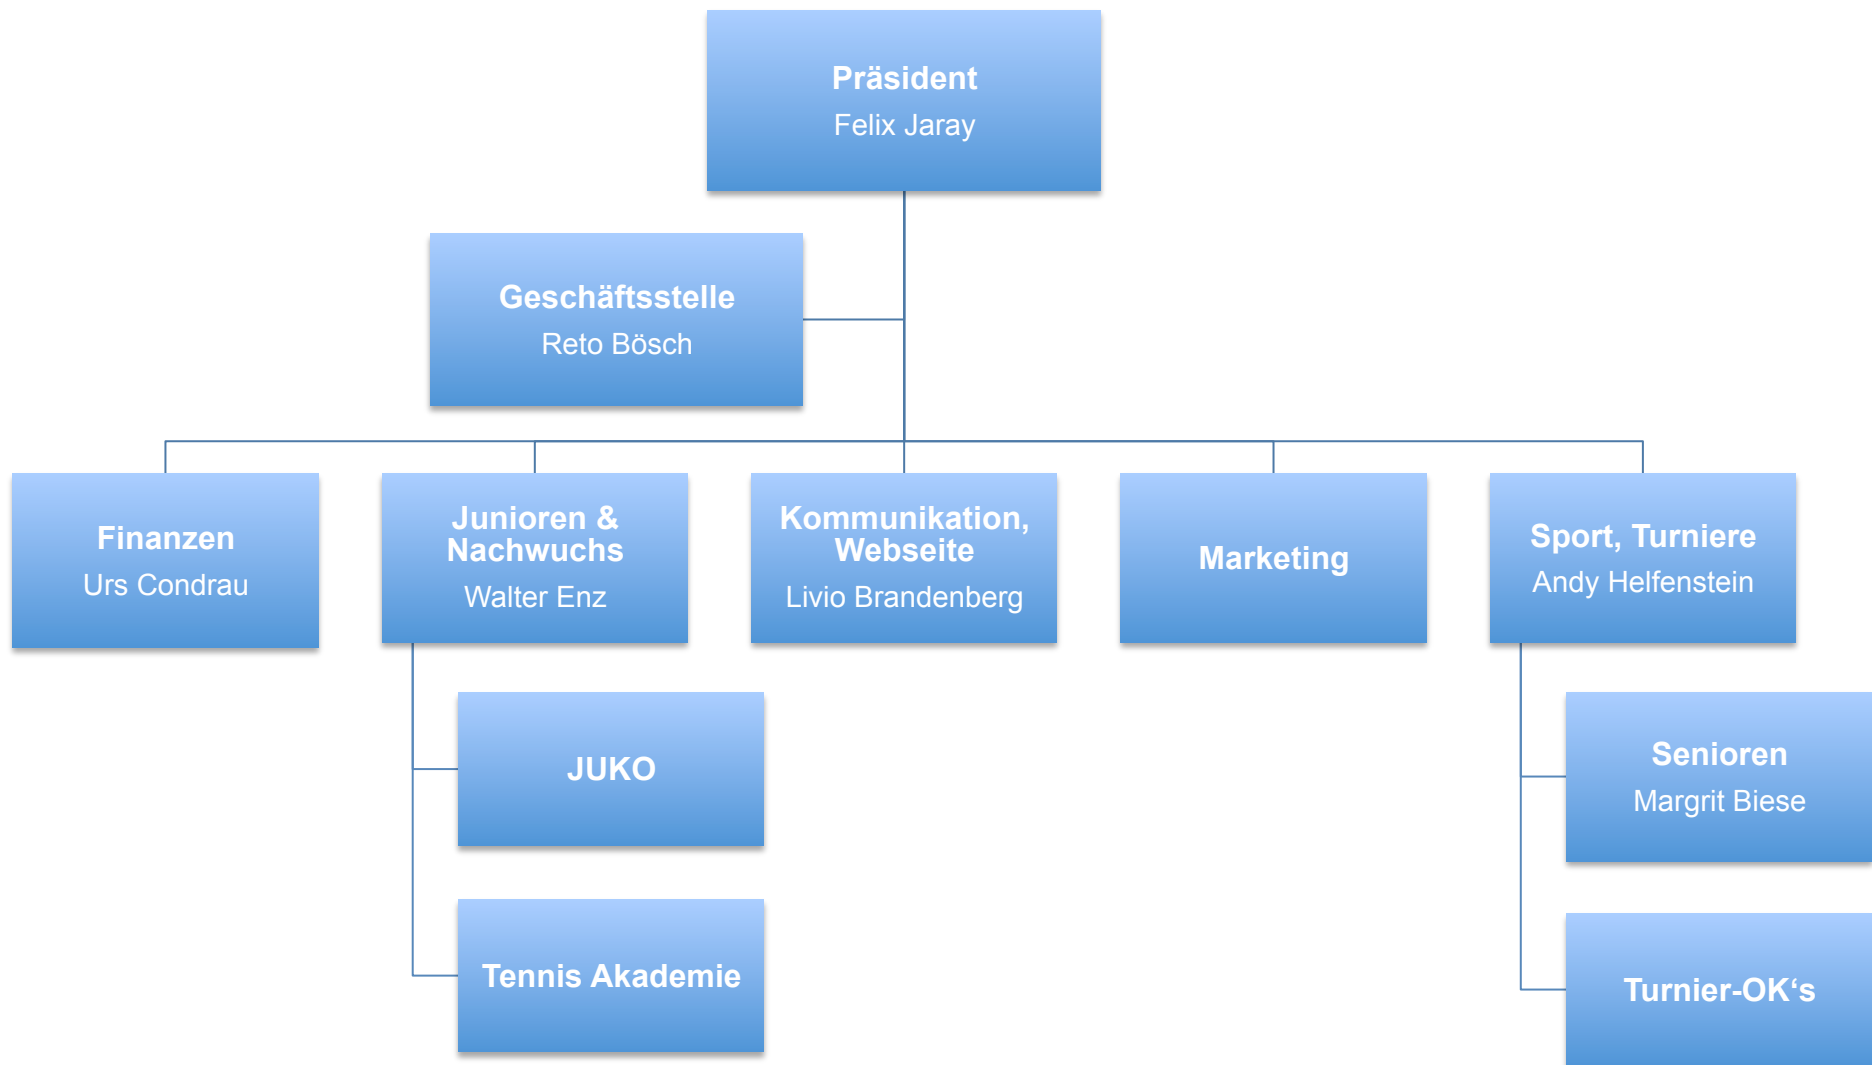 Präsident
Felix Jaray
Geschäftsstelle
Reto Bösch
Finanzen
Urs Condrau
Junioren &
Nachwuchs
Walter Enz
Kommunikation,
Webseite
Livio Brandenberg
Marketing
Sport, Turniere
Andy Helfenstein
JUKO
Tennis Akademie
Senioren
Margrit Biese
Turnier-OK‘s